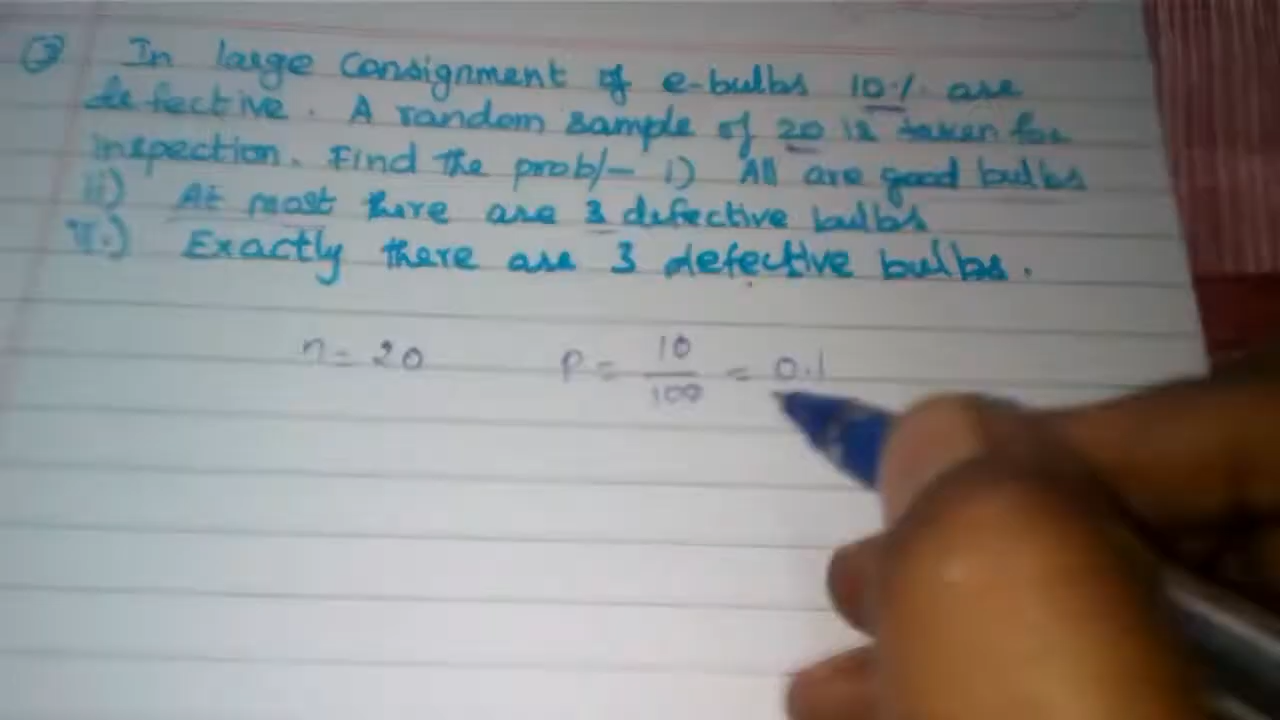 ③ In large consignment of e-bulbs 10% are
defective. A random sample of 20 is taken for
inspection. Find the prob/- i) All are good bulbs
ii) At most there are 3 defective bulbs
iii.) Exactly there are 3 defective bulbs.
n = 20 P = 10/100 = 0.1